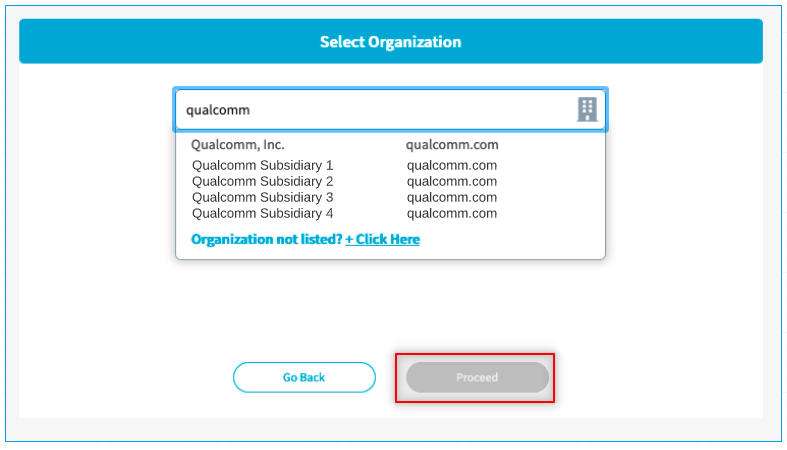 Select Organization
qualcomm
Qualcomm, Inc. qualcomm.com
Qualcomm Subsidiary 1 qualcomm.com
Qualcomm Subsidiary 2 qualcomm.com
Qualcomm Subsidiary 3 qualcomm.com
Qualcomm Subsidiary 4 qualcomm.com
Organization not listed? + Click Here
Go Back Proceed